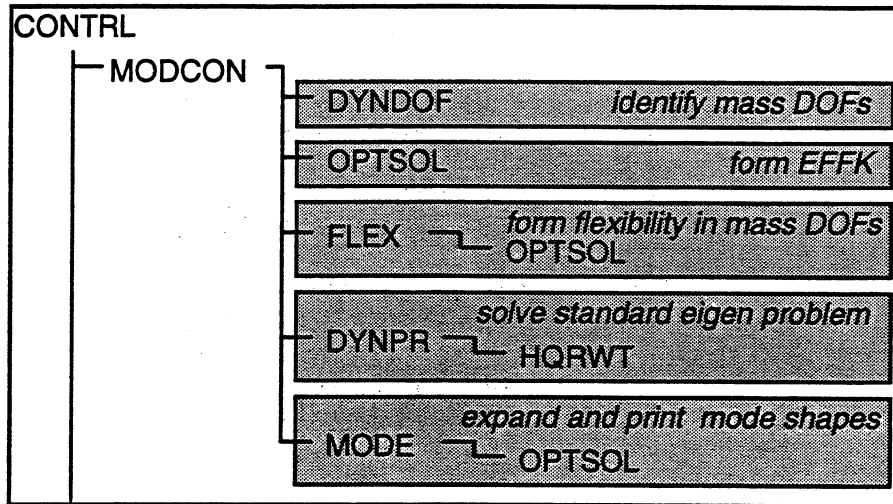 CONTRL
MODCON
DYNDOF identify mass DOFs
OPTSOL form EFFK
form flexibility in mass DOFs
FLEX OPTSOL
solve standard eigen problem
DYNPR HQRWT
expand and print mode shapes
MODE OPTSOL